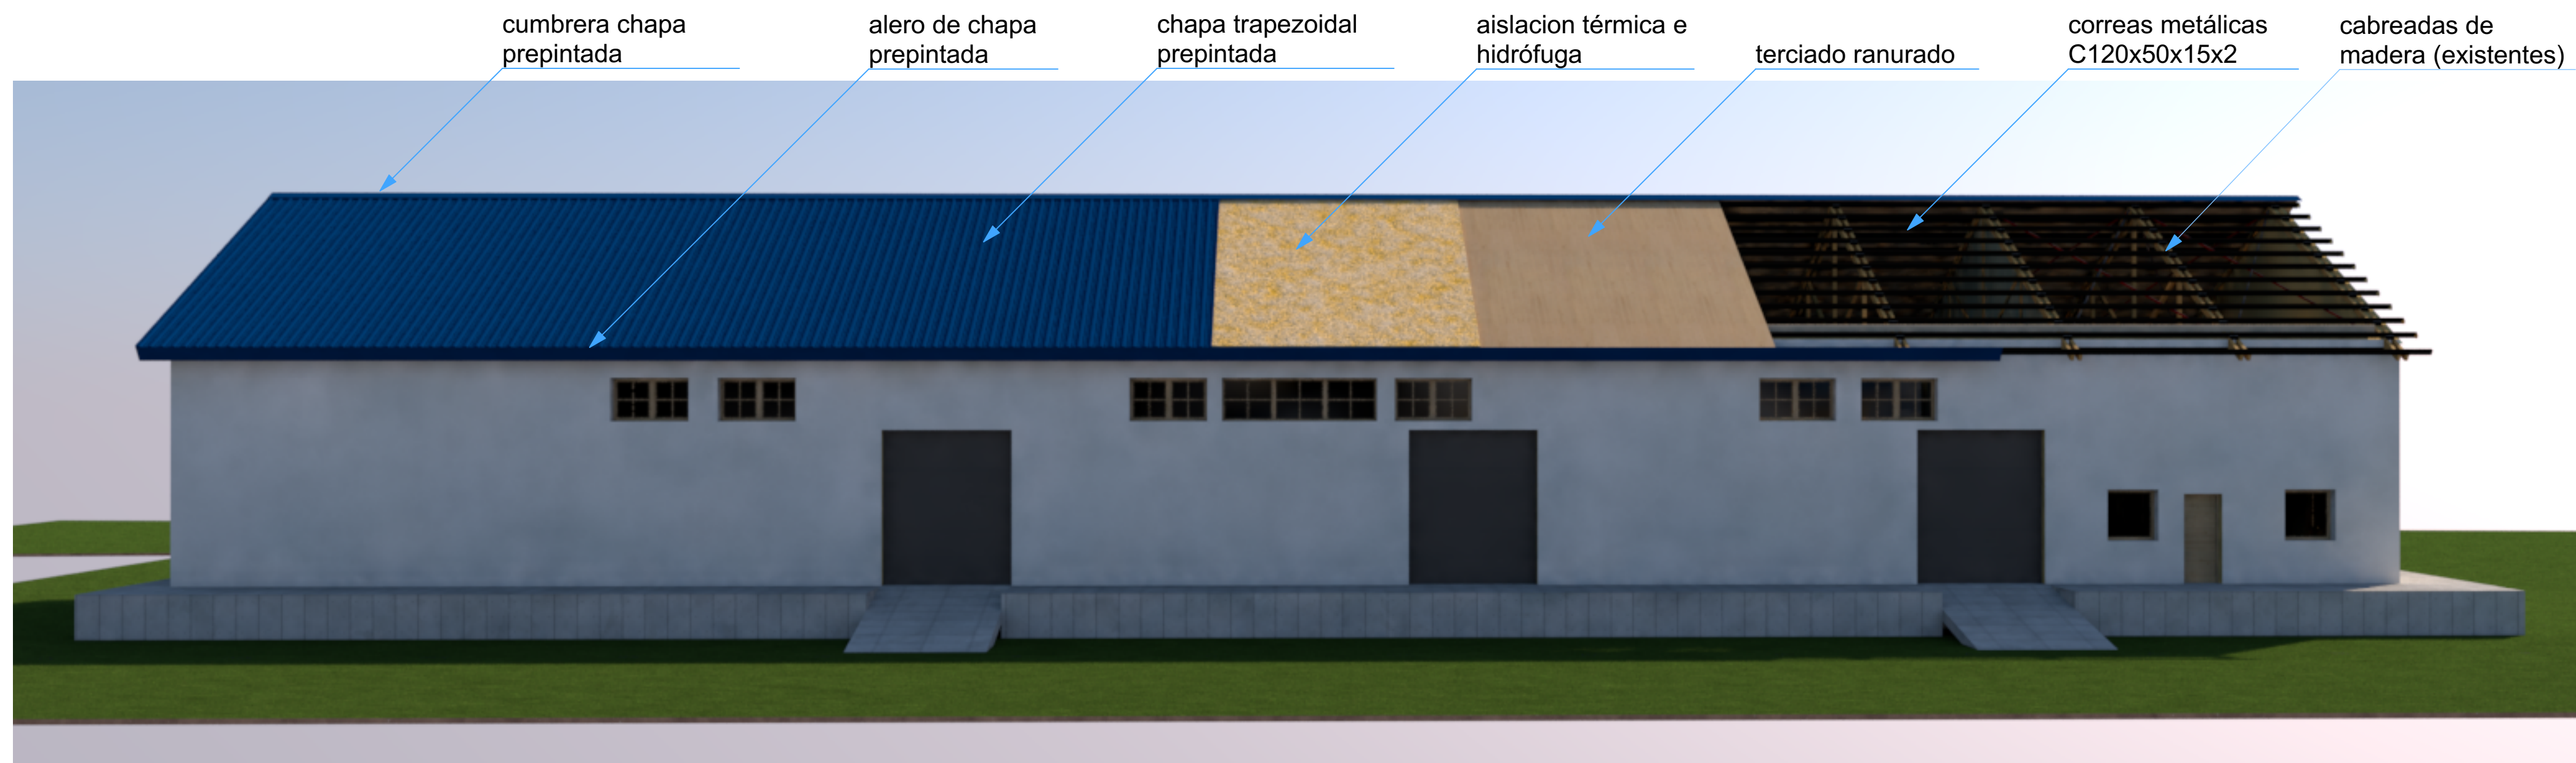 cumbrera chapa
prepintada
alero de chapa
prepintada
chapa trapezoidal
prepintada
aislacion térmica e
hidrófuga
terciado ranurado
correas metálicas
C120x50x15x2
cabreadas de
madera (existentes)